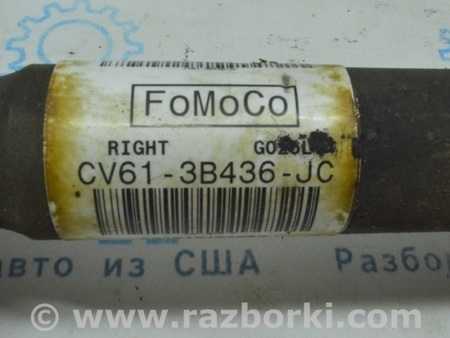 FoMoCo
RIGHT
CV61-3B436-JC
авто из США Разбор
© www.razborki.com